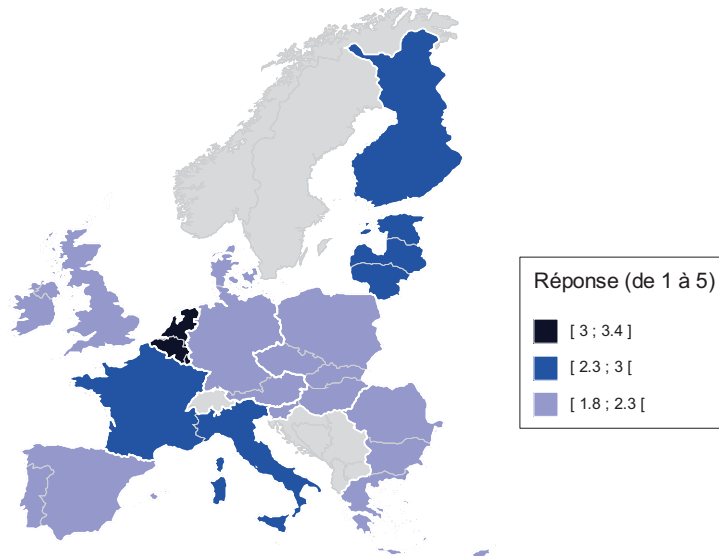 Réponse (de 1 à 5)
[ 3 ; 3.4 ]
[ 2.3 ; 3 [
[ 1.8 ; 2.3 [